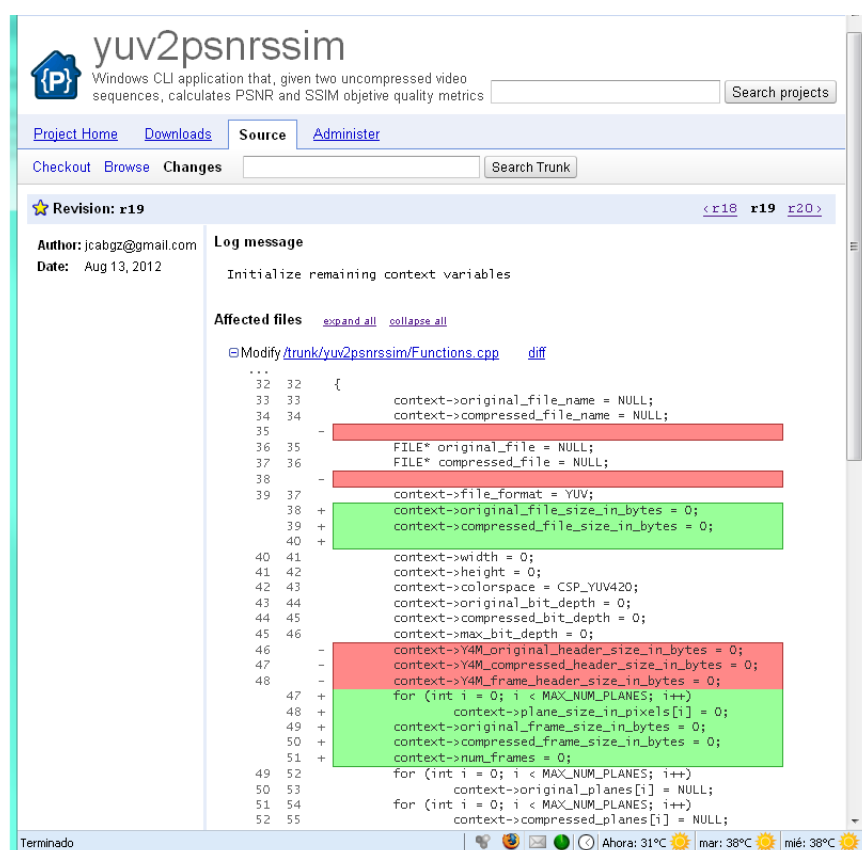 yuv2psnrssim
{P}
Windows CLI application that, given two uncompressed video
sequences, calculates PSNR and SSIM objetive quality metrics
Search projects
Project Home Downloads Source Administer
Checkout Browse Changes Search Trunk
Revision: r19 ‹r18 r19 r20›
Author: jcabgz@gmail.com
Date: Aug 13, 2012
Log message
Initialize remaining context variables
Affected files expand all collapse all
Modify /trunk/yuv2psnrssim/Functions.cpp diff
...
32 32 {
33 33 context->original_file_name = NULL;
34 34 context->compressed_file_name = NULL;
35 -
36 35 FILE* original_file = NULL;
37 36 FILE* compressed_file = NULL;
38 -
39 37 context->file_format = YUV;
38 + context->original_file_size_in_bytes = 0;
39 + context->compressed_file_size_in_bytes = 0;
40 +
40 41 context->width = 0;
41 42 context->height = 0;
42 43 context->colorspace = CSP_YUV420;
43 44 context->original_bit_depth = 0;
44 45 context->compressed_bit_depth = 0;
45 46 context->max_bit_depth = 0;
46 - context->Y4M_original_header_size_in_bytes = 0;
47 - context->Y4M_compressed_header_size_in_bytes = 0;
48 - context->Y4M_frame_header_size_in_bytes = 0;
47 + for (int i = 0; i < MAX_NUM_PLANES; i++)
48 + context->plane_size_in_pixels[i] = 0;
49 + context->original_frame_size_in_bytes = 0;
50 + context->compressed_frame_size_in_bytes = 0;
51 + context->num_frames = 0;
49 52 for (int i = 0; i < MAX_NUM_PLANES; i++)
50 53 context->original_planes[i] = NULL;
51 54 for (int i = 0; i < MAX_NUM_PLANES; i++)
52 55 context->compressed_planes[i] = NULL;
Terminado Ahora: 31°C mar: 38°C mié: 38°C